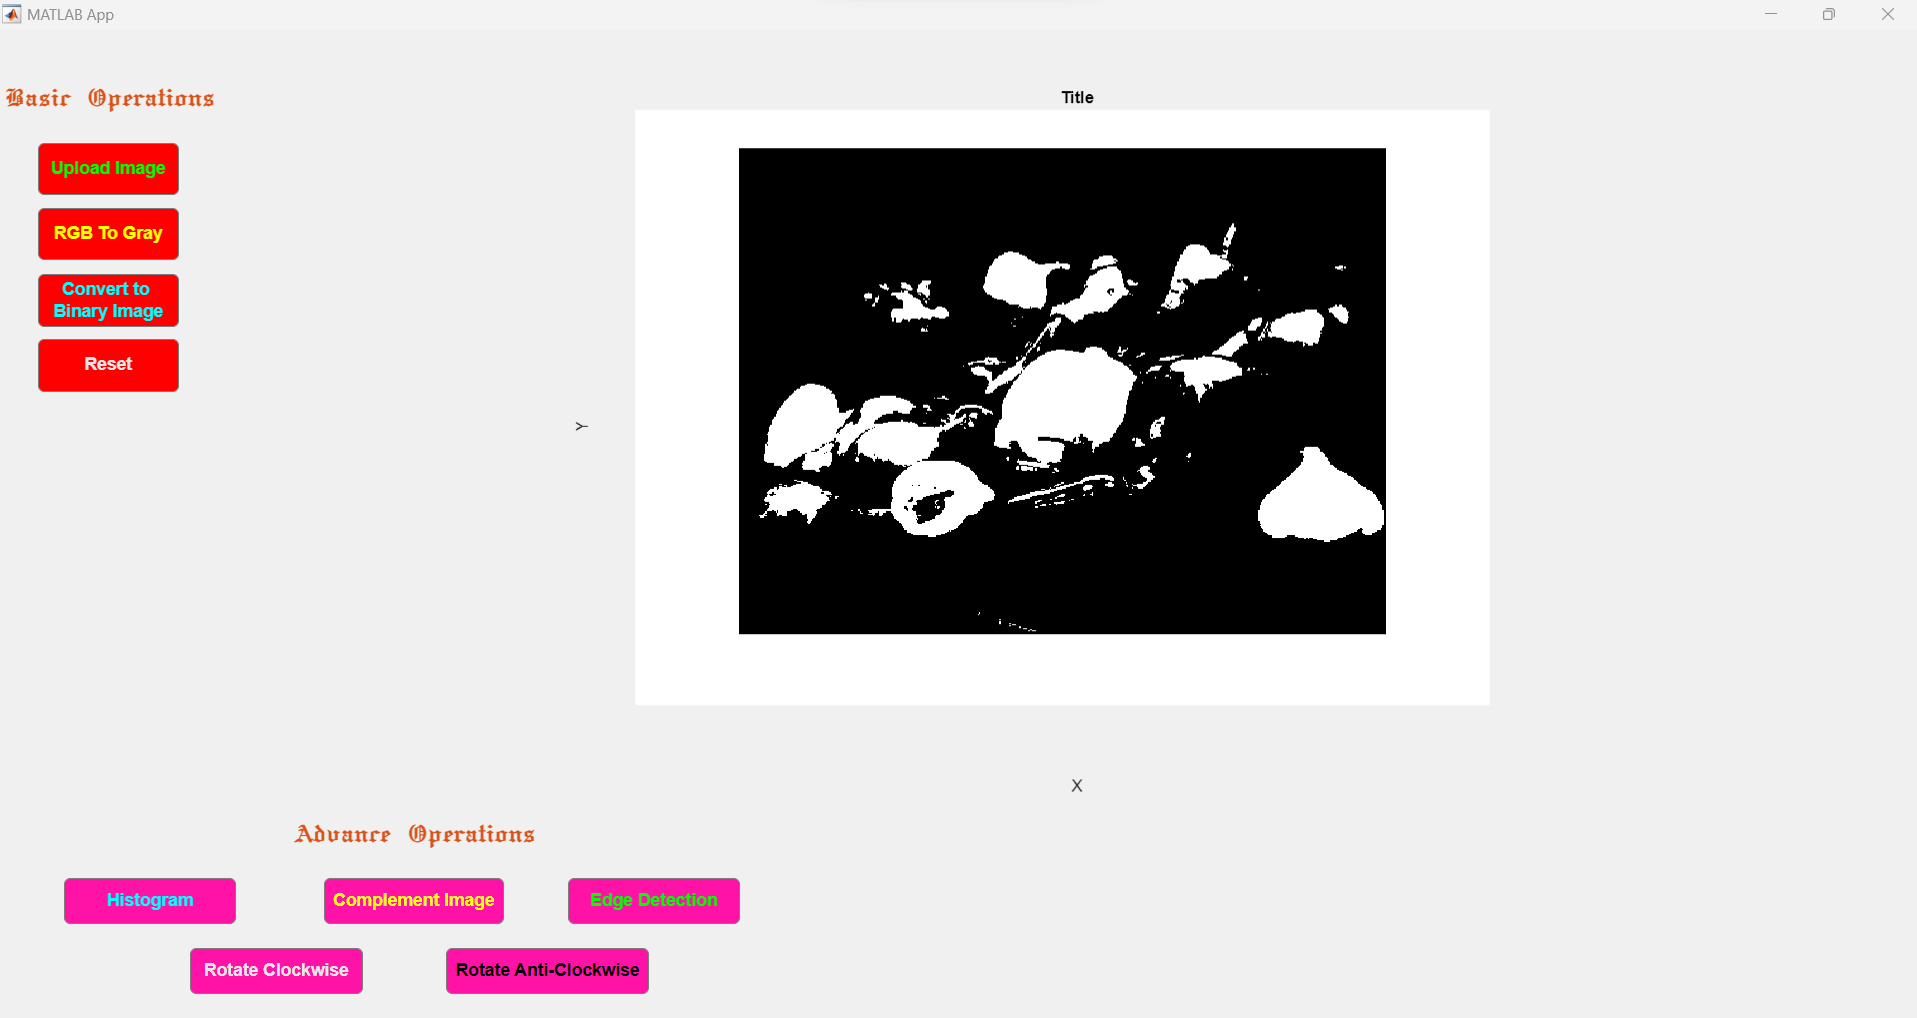 MATLAB App
Basic Operations
Title
Upload Image
RGB To Gray
Convert to
Binary Image
Reset
Y
X
Advance Operations
Histogram
Complement Image
Edge Detection
Rotate Clockwise
Rotate Anti-Clockwise